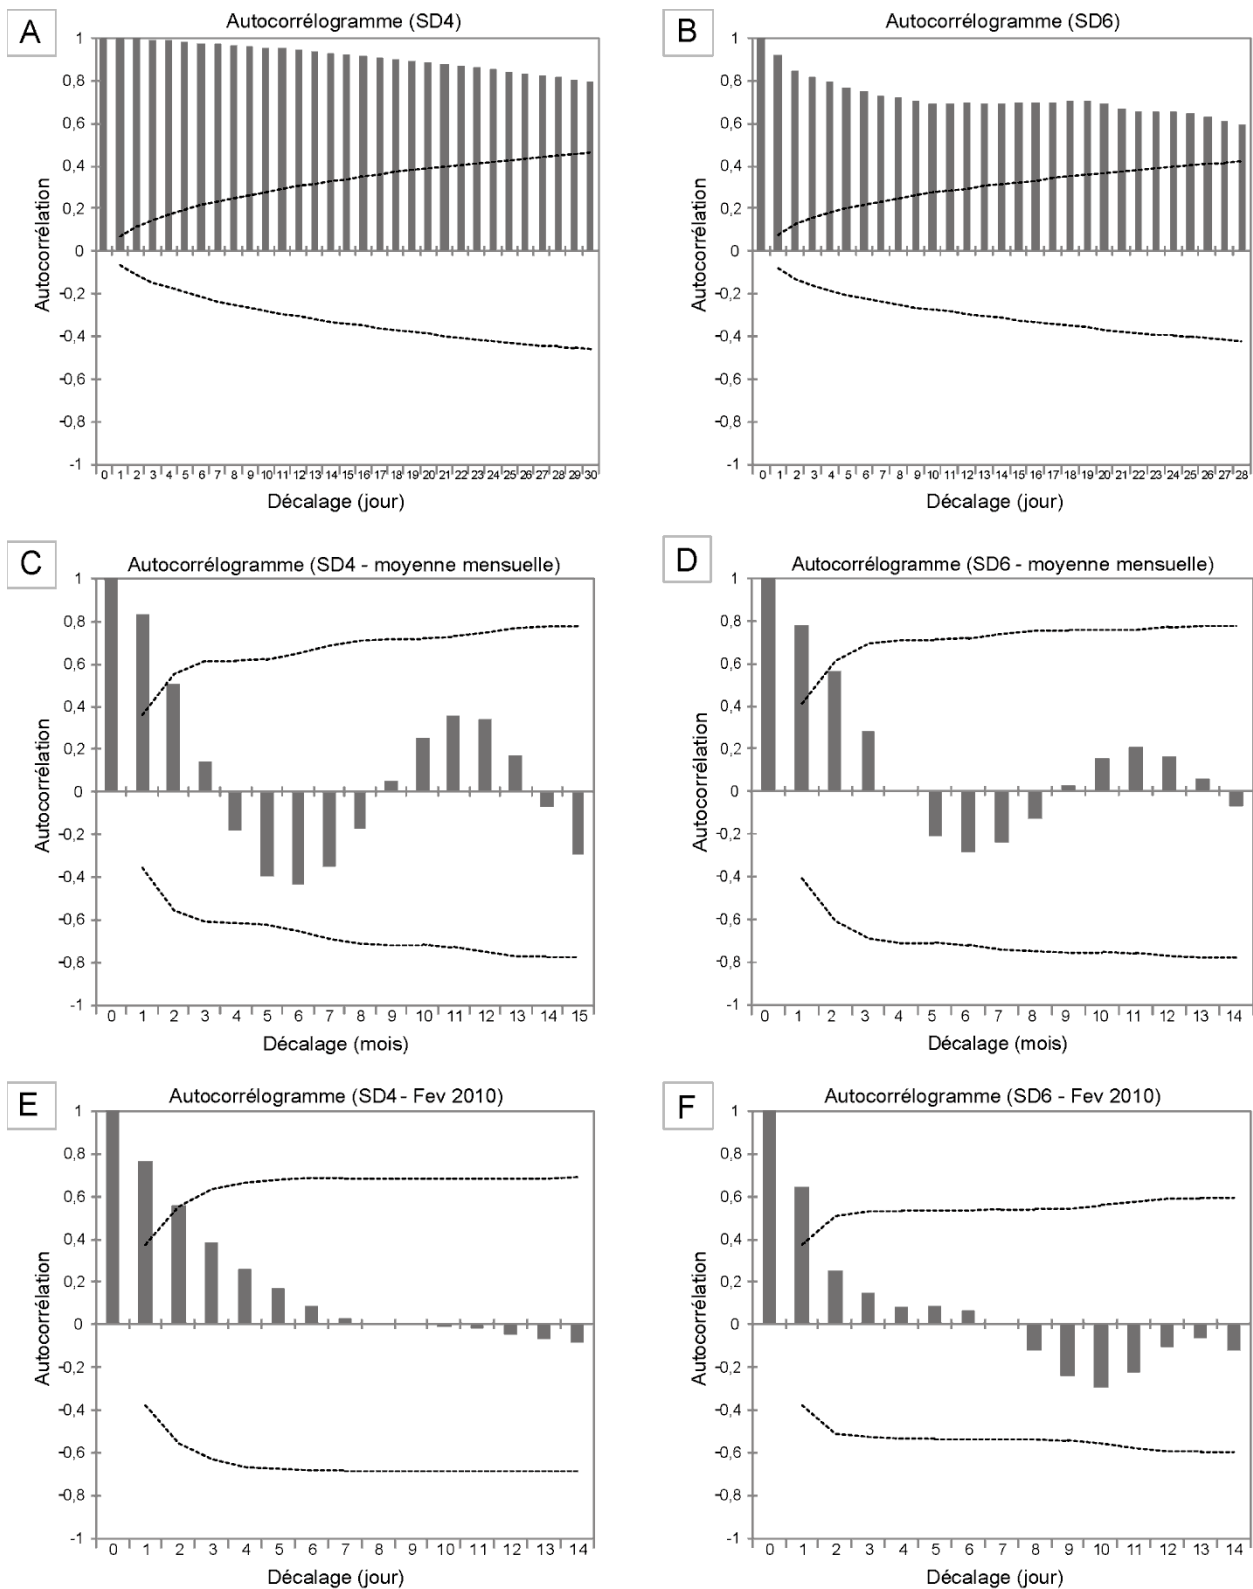 A
Autocorrélogramme (SD4)
Autocorrélation
1
0,8
0,6
0,4
0,2
0
-0,2
-0,4
-0,6
-0,8
-1
0 1 2 3 4 5 6 7 8 9 10 11 12 13 14 15 16 17 18 19 20 21 22 23 24 25 26 27 28 29 30
Décalage (jour)
B
Autocorrélogramme (SD6)
Autocorrélation
1
0,8
0,6
0,4
0,2
0
-0,2
-0,4
-0,6
-0,8
-1
0 1 2 3 4 5 6 7 8 9 10 11 12 13 14 15 16 17 18 19 20 21 22 23 24 25 26 27 28
Décalage (jour)
C
Autocorrélogramme (SD4 - moyenne mensuelle)
Autocorrélation
1
0,8
0,6
0,4
0,2
0
-0,2
-0,4
-0,6
-0,8
-1
0 1 2 3 4 5 6 7 8 9 10 11 12 13 14 15
Décalage (mois)
D
Autocorrélogramme (SD6 - moyenne mensuelle)
Autocorrélation
1
0,8
0,6
0,4
0,2
0
-0,2
-0,4
-0,6
-0,8
-1
0 1 2 3 4 5 6 7 8 9 10 11 12 13 14
Décalage (mois)
E
Autocorrélogramme (SD4 - Fev 2010)
Autocorrélation
1
0,8
0,6
0,4
0,2
0
-0,2
-0,4
-0,6
-0,8
-1
0 1 2 3 4 5 6 7 8 9 10 11 12 13 14
Décalage (jour)
F
Autocorrélogramme (SD6 - Fev 2010)
Autocorrélation
1
0,8
0,6
0,4
0,2
0
-0,2
-0,4
-0,6
-0,8
-1
0 1 2 3 4 5 6 7 8 9 10 11 12 13 14
Décalage (jour)